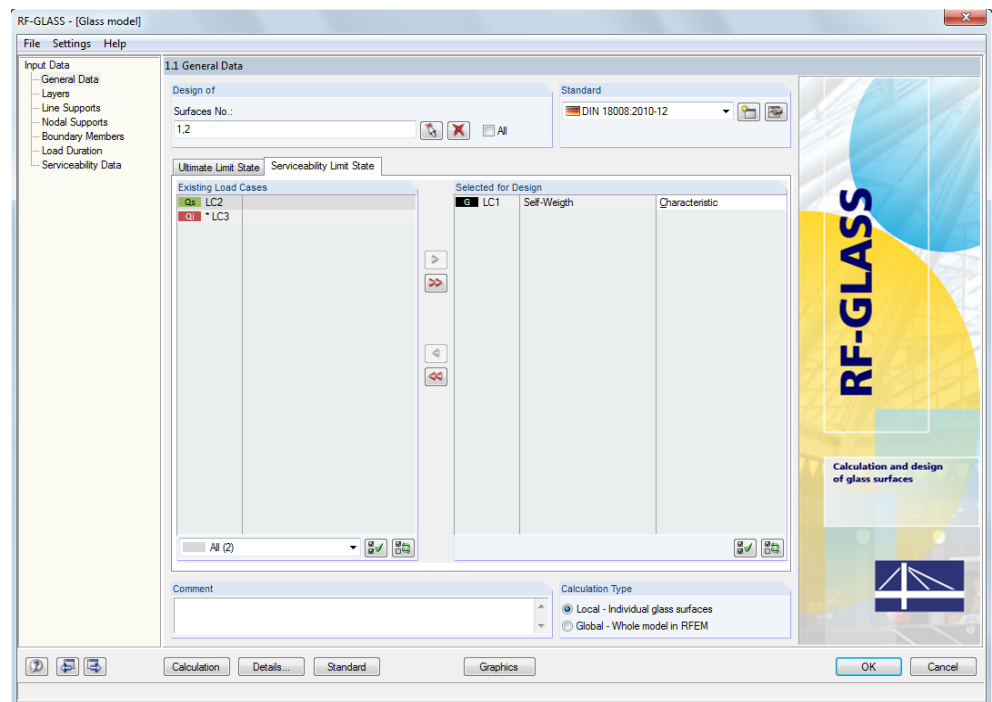 RF-GLASS - [Glass model]
File Settings Help
Input Data
General Data
Layers
Line Supports
Nodal Supports
Boundary Members
Load Duration
Serviceability Data
1.1 General Data
Design of
Surfaces No.:
1,2
All
Standard
DIN 18008:2010-12
Ultimate Limit State Serviceability Limit State
Existing Load Cases
Qs LC2
Qi * LC3
All (2)
Selected for Design
G LC1 Self-Weigth Characteristic
Comment
Calculation Type
Local - Individual glass surfaces
Global - Whole model in RFEM
RF-GLASS
Calculation and design
of glass surfaces
Calculation Details... Standard Graphics OK Cancel